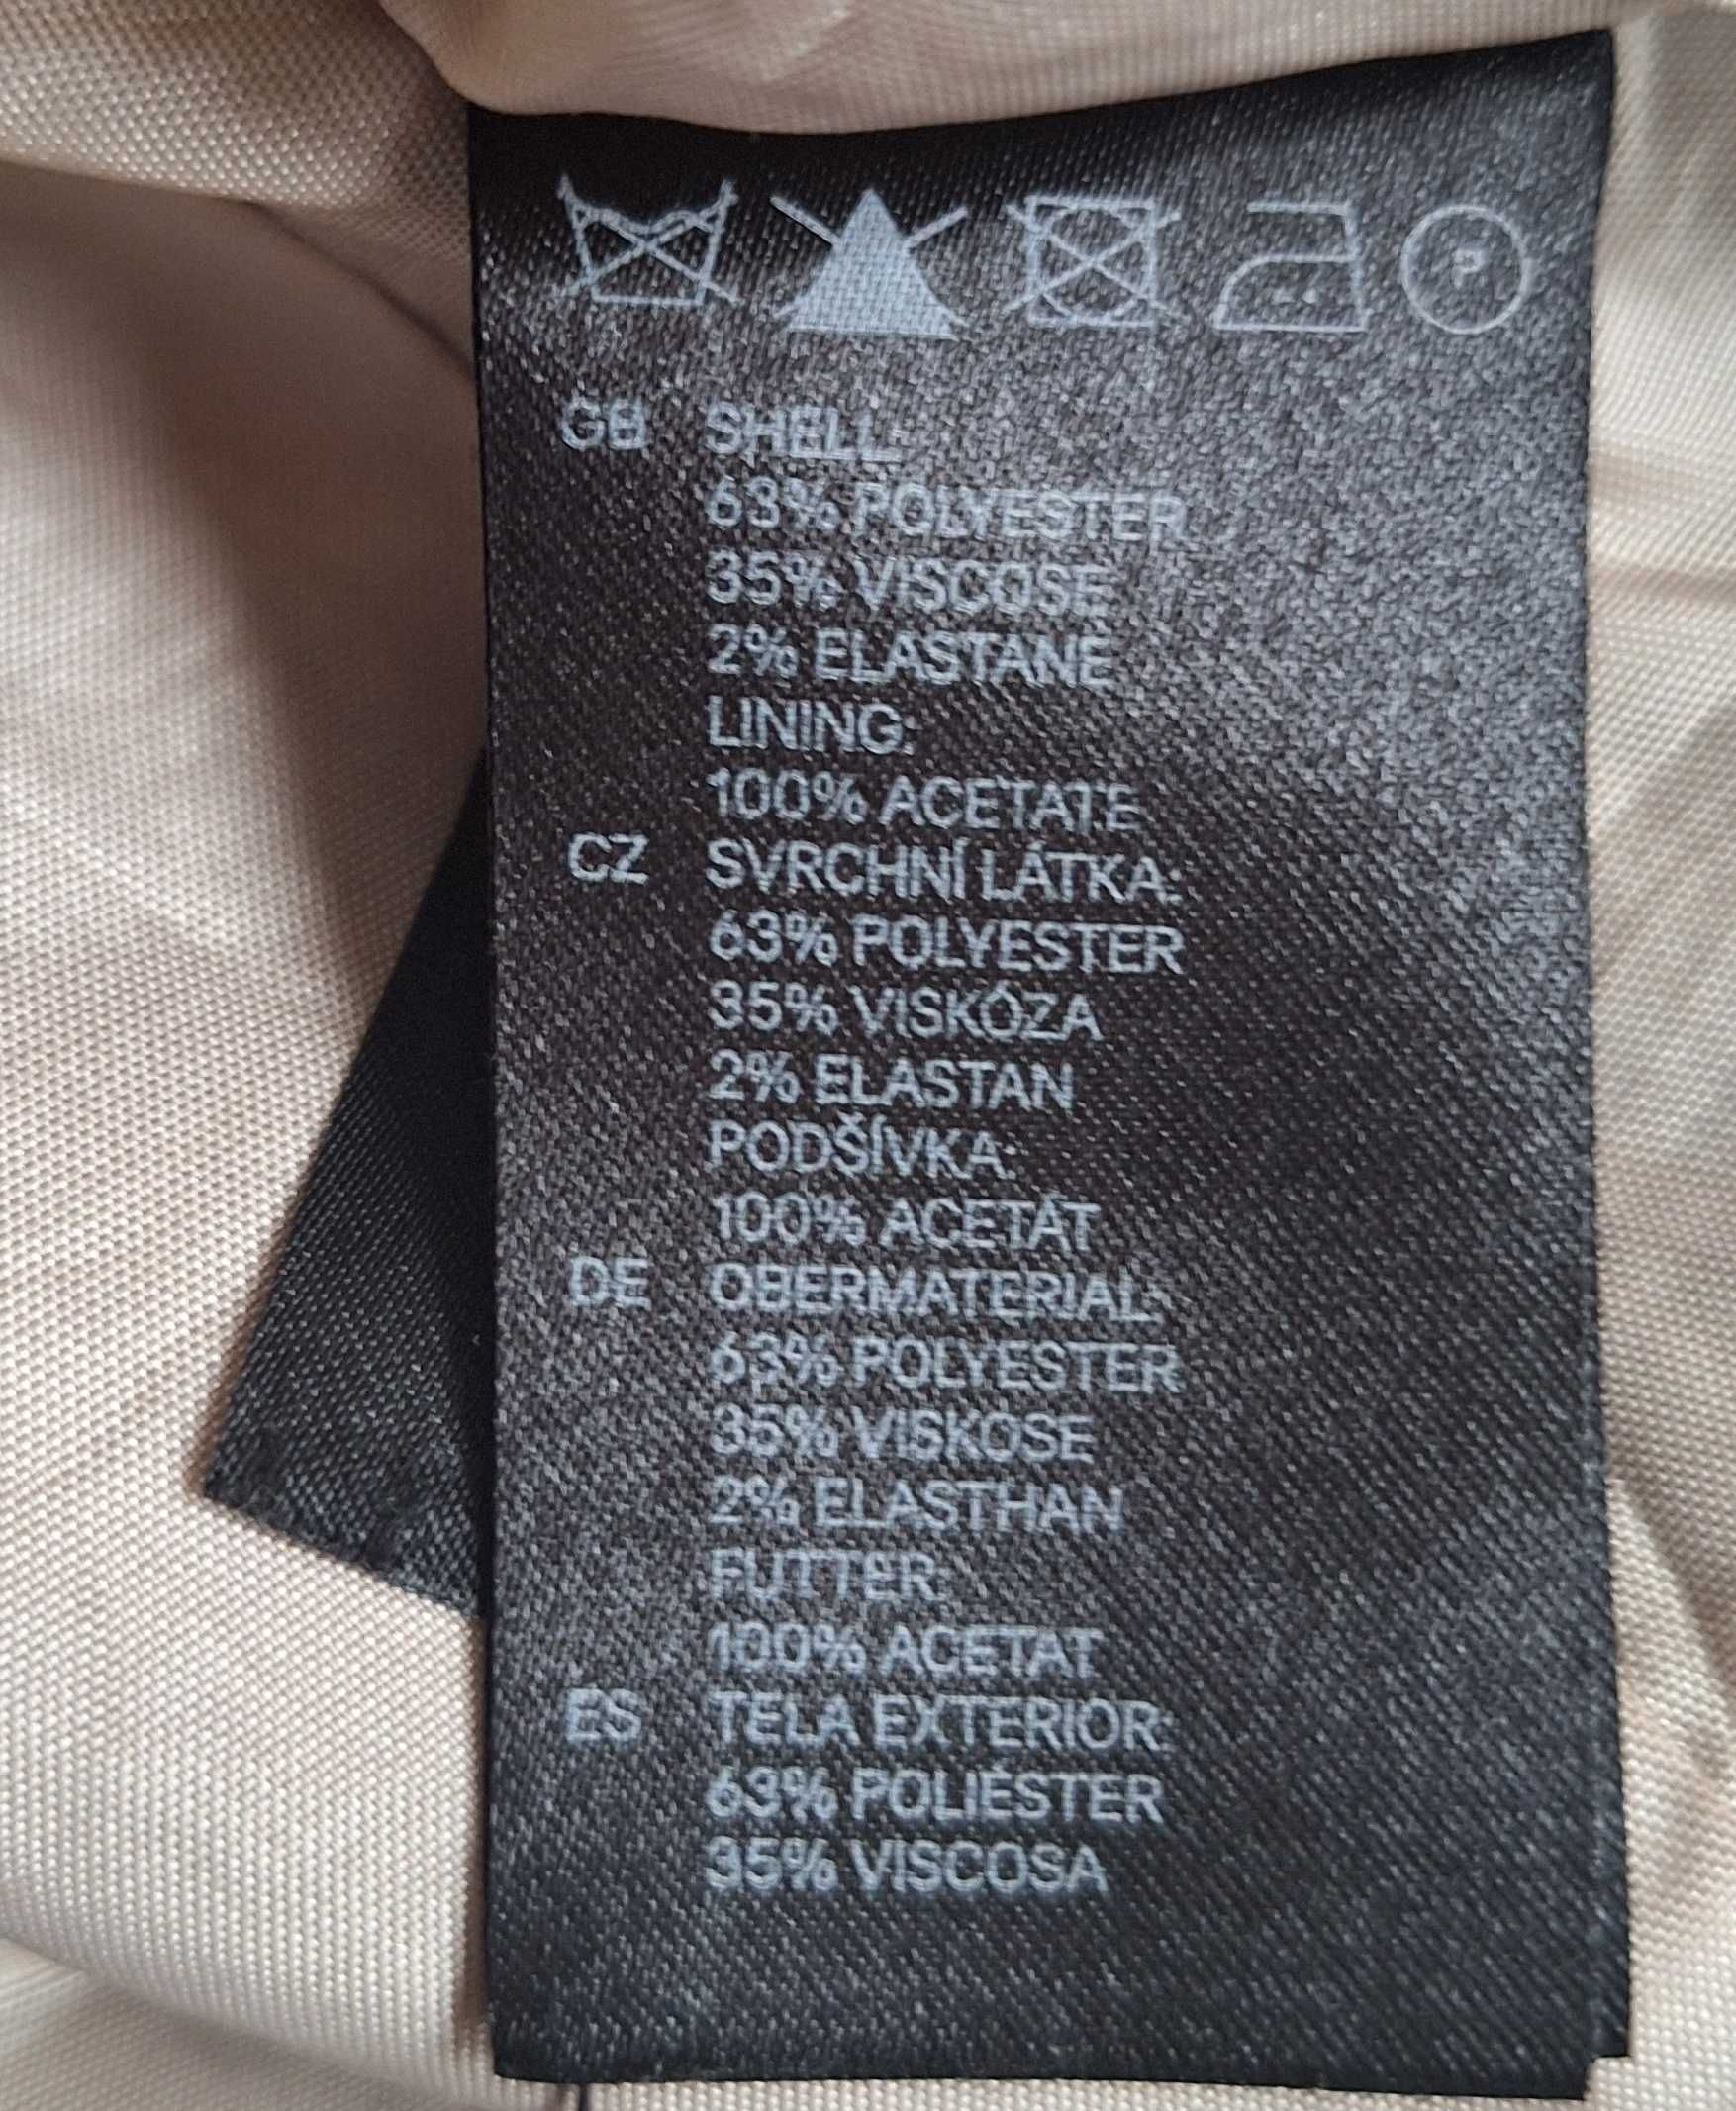 P
GB SHELL:
63% POLYESTER
35% VISCOSE
2% ELASTANE
LINING:
100% ACETATE
CZ SVRCHNÍ LÁTKA:
63% POLYESTER
35% VISKÓZA
2% ELASTAN
PODŠÍVKA:
100% ACETÁT
DE OBERMATERIAL:
63% POLYESTER
35% VISKOSE
2% ELASTHAN
FUTTER:
100% ACETAT
ES TELA EXTERIOR:
63% POLIÉSTER
35% VISCOSA